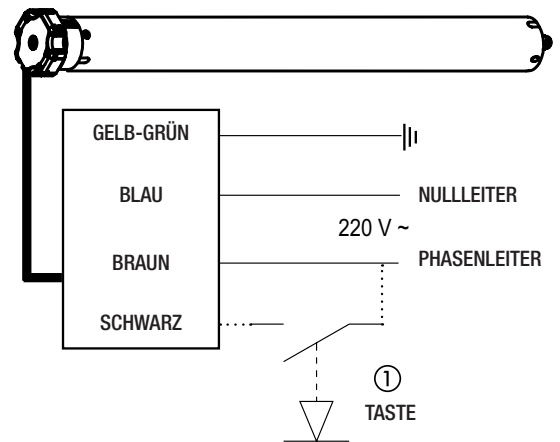 GELB-GRÜN
BLAU
NULLLEITER
220 V ~
BRAUN
PHASENLEITER
SCHWARZ
①
TASTE